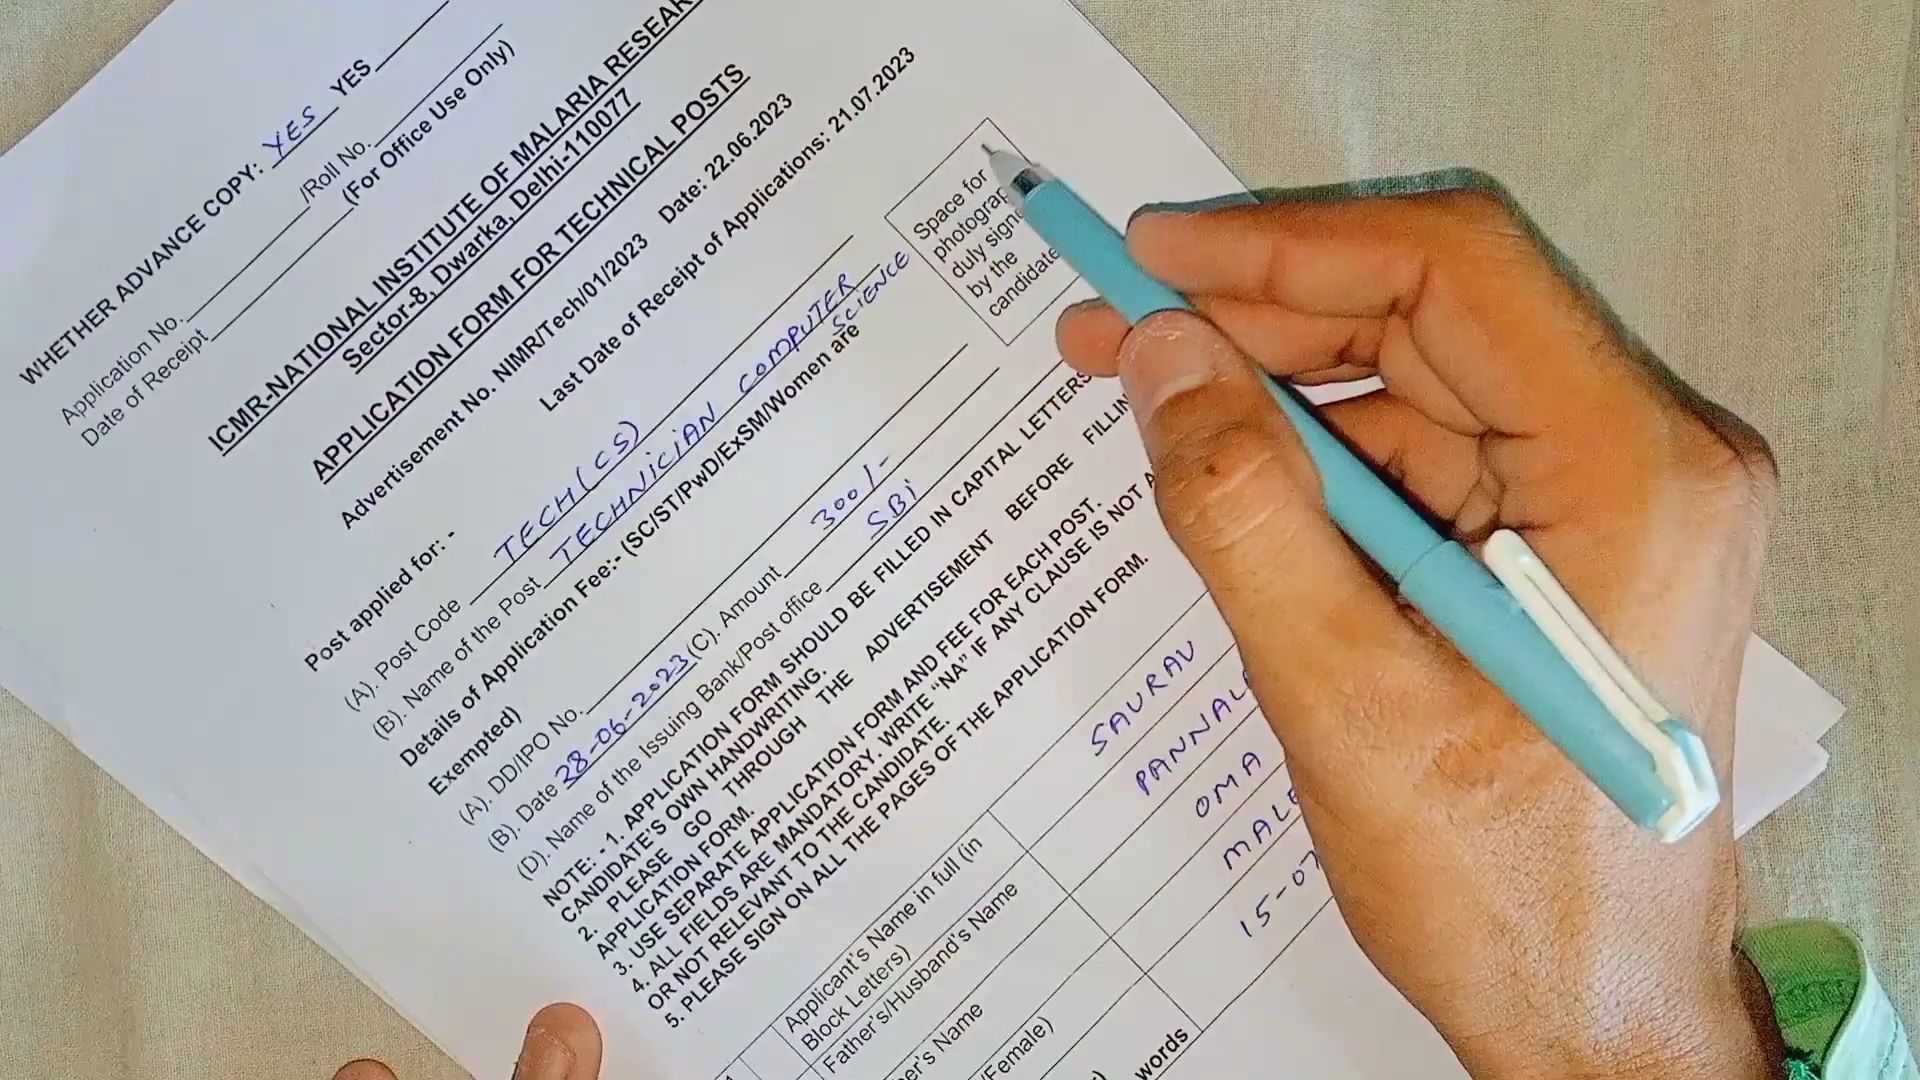 WHETHER ADVANCE COPY: YES YES
Application No. /Roll No.
Date of Receipt (For Office Use Only)
ICMR-NATIONAL INSTITUTE OF MALARIA RESEAR
Sector-8, Dwarka, Delhi-110077
APPLICATION FORM FOR TECHNICAL POSTS
Advertisement No. NIMR/Tech/01/2023 Date: 22.06.2023
Last Date of Receipt of Applications: 21.07.2023
Space for
photograp
duly signe
by the
candidate
Post applied for: -
(A). Post Code TECH(CS)
(B). Name of the Post TECHNICIAN COMPUTER
SCIENCE
Details of Application Fee:- (SC/ST/PwD/ExSM/Women are
Exempted)
(A). DD/IPO No.
(B). Date 28-06-2023 (C). Amount 300/-
(D). Name of the Issuing Bank/Post office SBi
NOTE: - 1. APPLICATION FORM SHOULD BE FILLED IN CAPITAL LETTERS
CANDIDATE'S OWN HANDWRITING.
2. PLEASE GO THROUGH THE ADVERTISEMENT BEFORE FILLIN
APPLICATION FORM.
3. USE SEPARATE APPLICATION FORM AND FEE FOR EACH POST.
4. ALL FIELDS ARE MANDATORY. WRITE "NA" IF ANY CLAUSE IS NOT A
OR NOT RELEVANT TO THE CANDIDATE.
5. PLEASE SIGN ON ALL THE PAGES OF THE APPLICATION FORM.
Applicant's Name in full (in
Block Letters) SAURAV
Father's/Husband's Name PANNAL
her's Name OMA
/Female) MALE
15-07
words